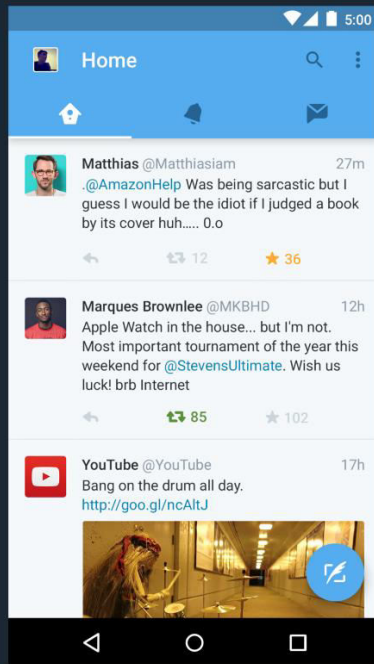 5:00
Home
Matthias @Matthiasiam 27m
.@AmazonHelp Was being sarcastic but I
guess I would be the idiot if I judged a book
by its cover huh..... 0.o
12 36
Marques Brownlee @MKBHD 12h
Apple Watch in the house... but I'm not.
Most important tournament of the year this
weekend for @StevensUltimate. Wish us
luck! brb Internet
85 102
YouTube @YouTube 17h
Bang on the drum all day.
http://goo.gl/ncAltJ